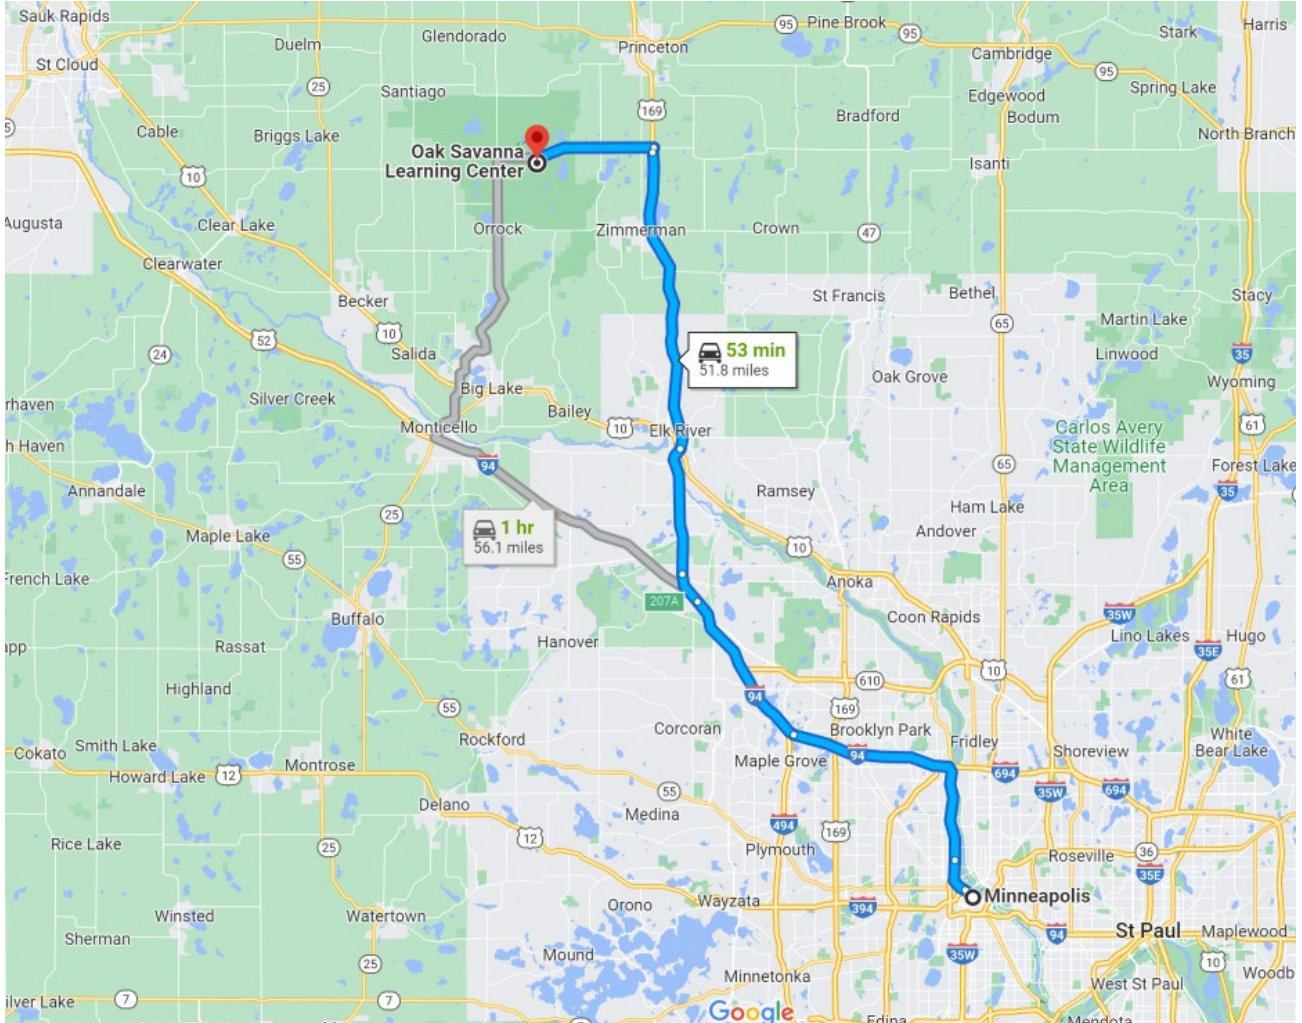 Sauk Rapids
Duelm
Glendorado
Princeton
95
Pine Brook
95
Stark
Harris
St Cloud
Cambridge
95
25
Santiago
169
Edgewood
Spring Lake
Bradford
Bodum
Cable
Briggs Lake
North Branch
Oak Savanna
Learning Center
Isanti
10
Augusta
Clear Lake
Orrock
Zimmerman
Crown
47
Clearwater
Becker
St Francis
Bethel
Stacy
10
65
Martin Lake
52
53 min
51.8 miles
24
Salida
Linwood
35
Oak Grove
Wyoming
Big Lake
rhaven
Silver Creek
Bailey
10
Elk River
Monticello
Carlos Avery
State Wildlife
Management
Area
61
h Haven
94
65
Forest Lake
Annandale
Ramsey
35
25
Ham Lake
1 hr
56.1 miles
Maple Lake
Andover
10
55
French Lake
Anoka
207A
Buffalo
Coon Rapids
35W
Hanover
Lino Lakes
Hugo
app
Rassat
35E
10
61
Highland
610
94
55
169
Corcoran
Brooklyn Park
Rockford
Fridley
White
Bear Lake
Cokato
Smith Lake
Maple Grove
94
Shoreview
Howard Lake
12
Montrose
694
35W
694
55
Delano
Medina
494
169
12
Rice Lake
25
Plymouth
Roseville
36
35E
Minneapolis
Orono
Wayzata
394
Winsted
Watertown
St Paul
Maplewood
94
Sherman
35W
Mound
25
10
Minnetonka
Woodb
West St Paul
ilver Lake
7
7
Google
Edina
Mendota